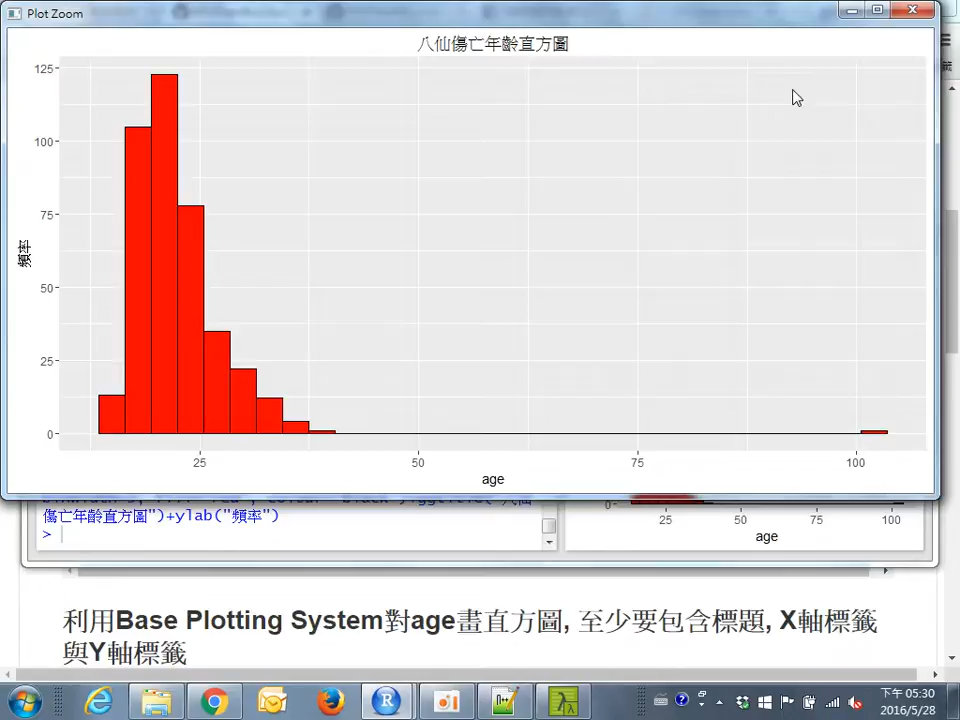 Plot Zoom
八仙傷亡年齡直方圖
125
100
75
50
25
0
頻率
25 50 75 100
age
傷亡年齡直方圖")+ylab("頻率")
>
0
25 50 75 100
age
利用Base Plotting System對age畫直方圖, 至少要包含標題, X軸標籤
與Y軸標籤
下午 05:30
2016/5/28